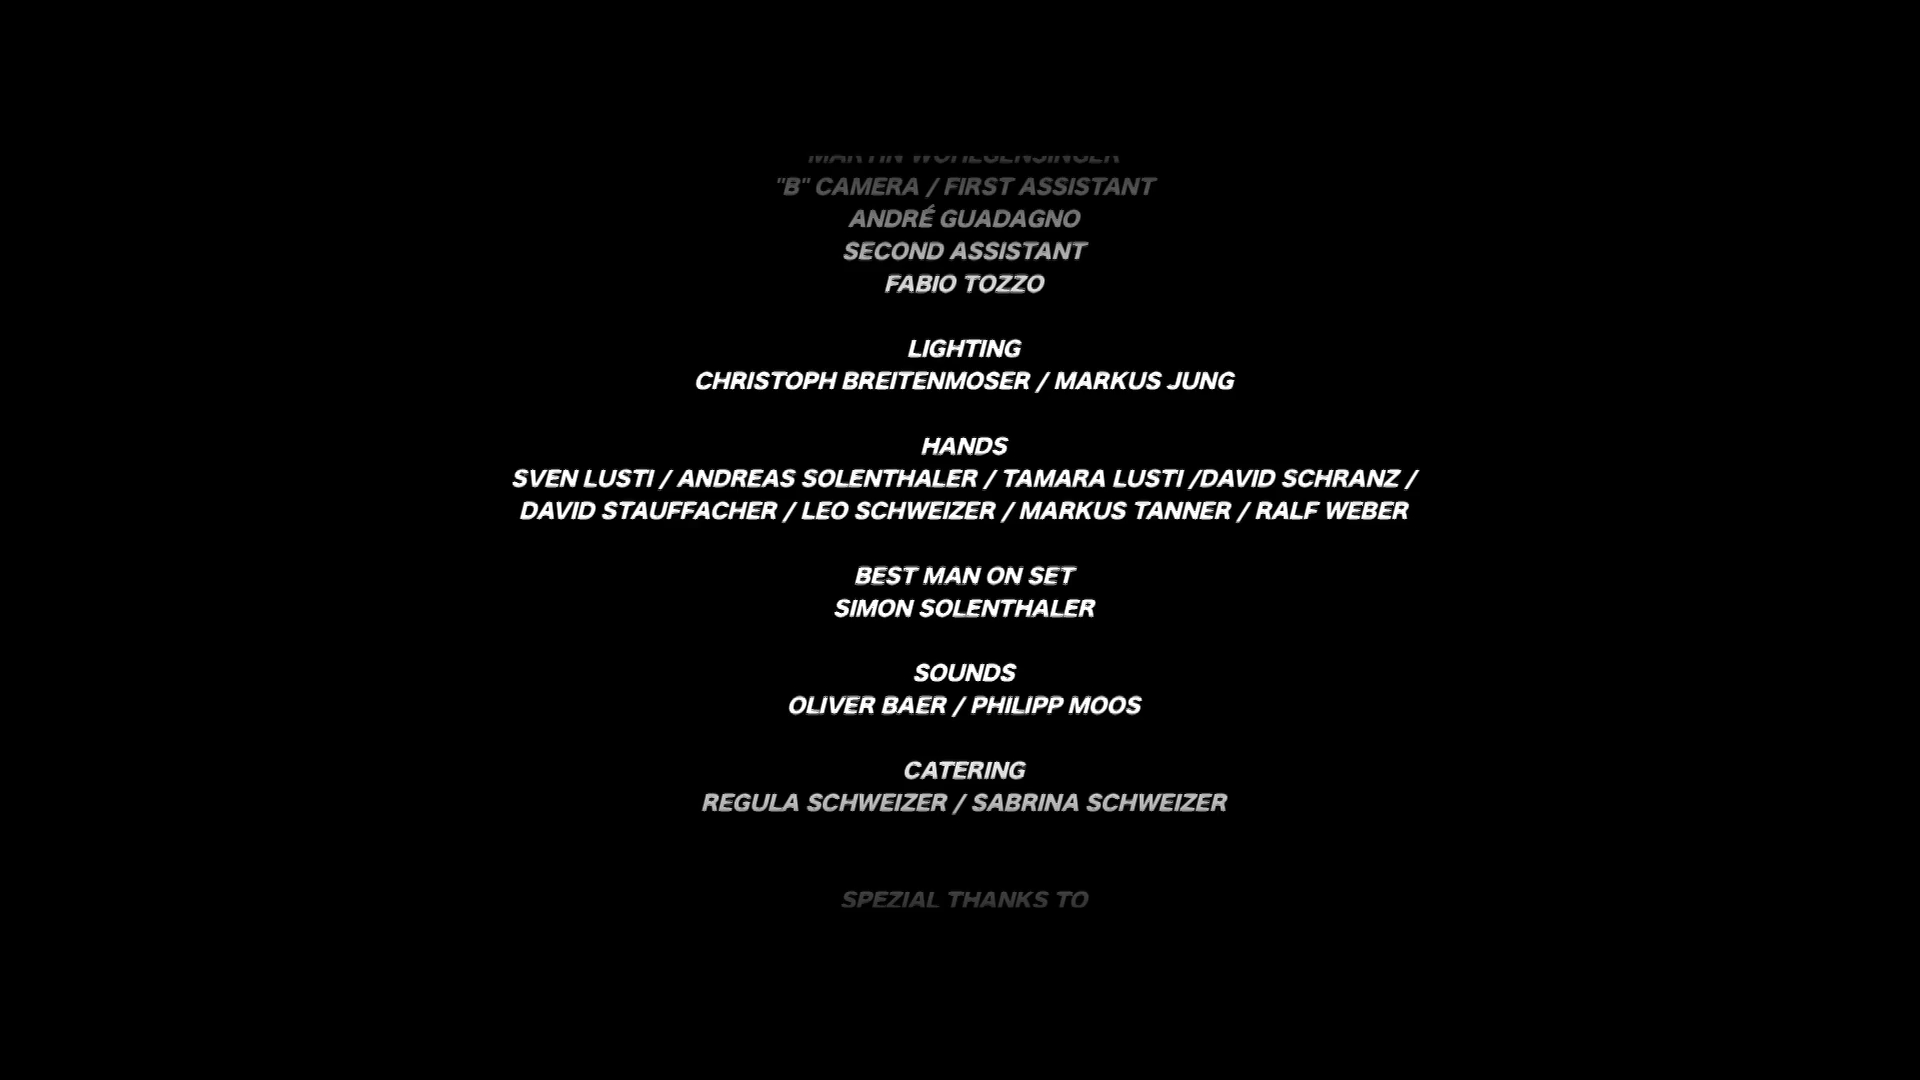 MARTIN WOHLGENSINGER
"B" CAMERA / FIRST ASSISTANT
ANDRÉ GUADAGNO
SECOND ASSISTANT
FABIO TOZZO
LIGHTING
CHRISTOPH BREITENMOSER / MARKUS JUNG
HANDS
SVEN LUSTI / ANDREAS SOLENTHALER / TAMARA LUSTI /DAVID SCHRANZ /
DAVID STAUFFACHER / LEO SCHWEIZER / MARKUS TANNER / RALF WEBER
BEST MAN ON SET
SIMON SOLENTHALER
SOUNDS
OLIVER BAER / PHILIPP MOOS
CATERING
REGULA SCHWEIZER / SABRINA SCHWEIZER
SPEZIAL THANKS TO